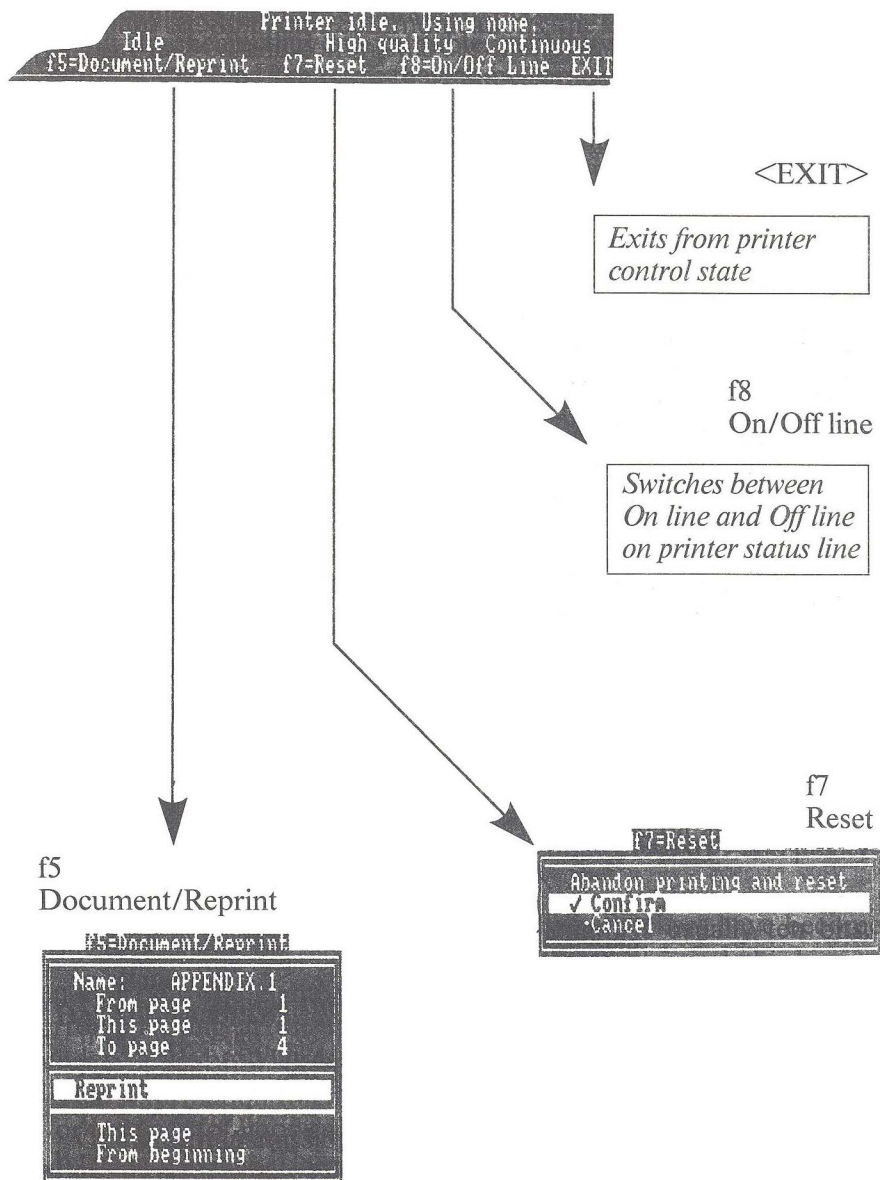 Printer idle. Using none.
Idle High quality Continuous
f5=Document/Reprint f7=Reset f8=On/Off Line EXIT
<EXIT>
Exits from printer
control state
f8
On/Off line
Switches between
On line and Off line
on printer status line
f7
Reset
f7=Reset
Abandon printing and reset
✓ Confirm
·Cancel
f5
Document/Reprint
f5=Document/Reprint
Name: APPENDIX.1
From page 1
This page 1
To page 4
Reprint
This page
From beginning